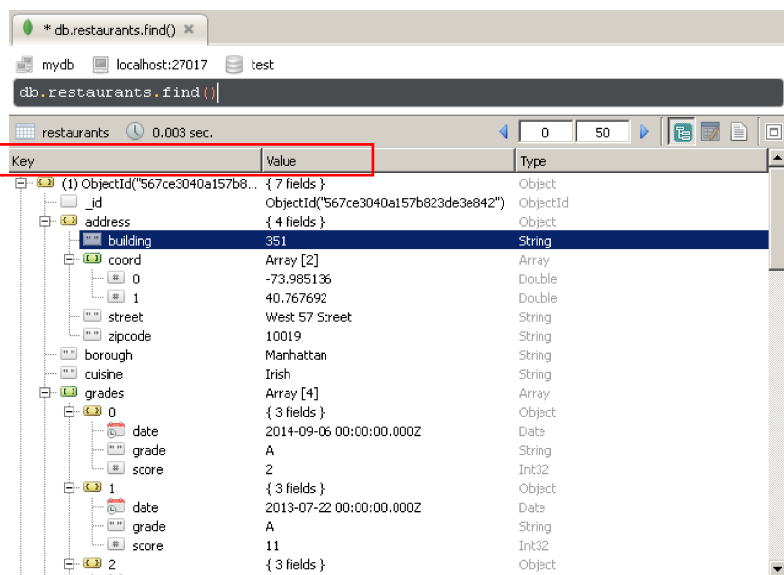 * db.restaurants.find()
mydb localhost:27017 test
db.restaurants.find()
restaurants 0.003 sec. 0 50
Key Value Type
(1) ObjectId("567ce3040a157b8... { 7 fields } Object
_id ObjectId("567ce3040a157b823de3e842") ObjectId
address { 4 fields } Object
building 351 String
coord Array [2] Array
0 -73.985136 Double
1 40.767692 Double
street West 57 Street String
zipcode 10019 String
borough Manhattan String
cuisine Irish String
grades Array [4] Array
0 { 3 fields } Object
date 2014-09-06 00:00:00.000Z Date
grade A String
score 2 Int32
1 { 3 fields } Object
date 2013-07-22 00:00:00.000Z Date
grade A String
score 11 Int32
2 { 3 fields } Object